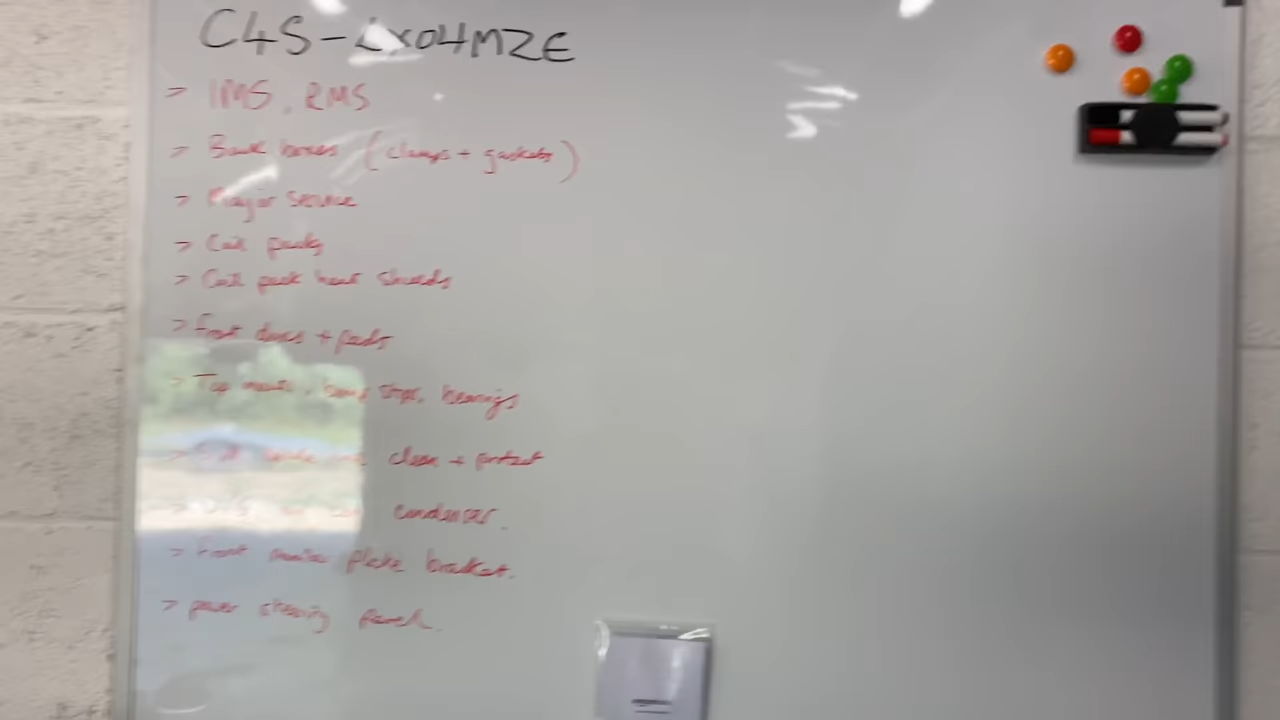 C4S - LX04MZE
> IMS, RMS
> Back boxes (clamps + gaskets)
> Major service
> Coil packs
> Coil pack heat shields
> Front discs + pads
> Top mounts, bump stops, bearings
> clean + protect
> condenser.
> Front number plate bracket.
> power steering